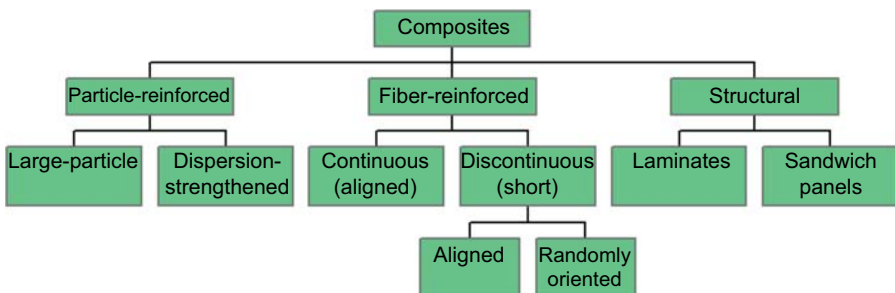 Composites
Particle-reinforced
Fiber-reinforced
Structural
Large-particle
Dispersion-
strengthened
Continuous
(aligned)
Discontinuous
(short)
Laminates
Sandwich
panels
Aligned
Randomly
oriented